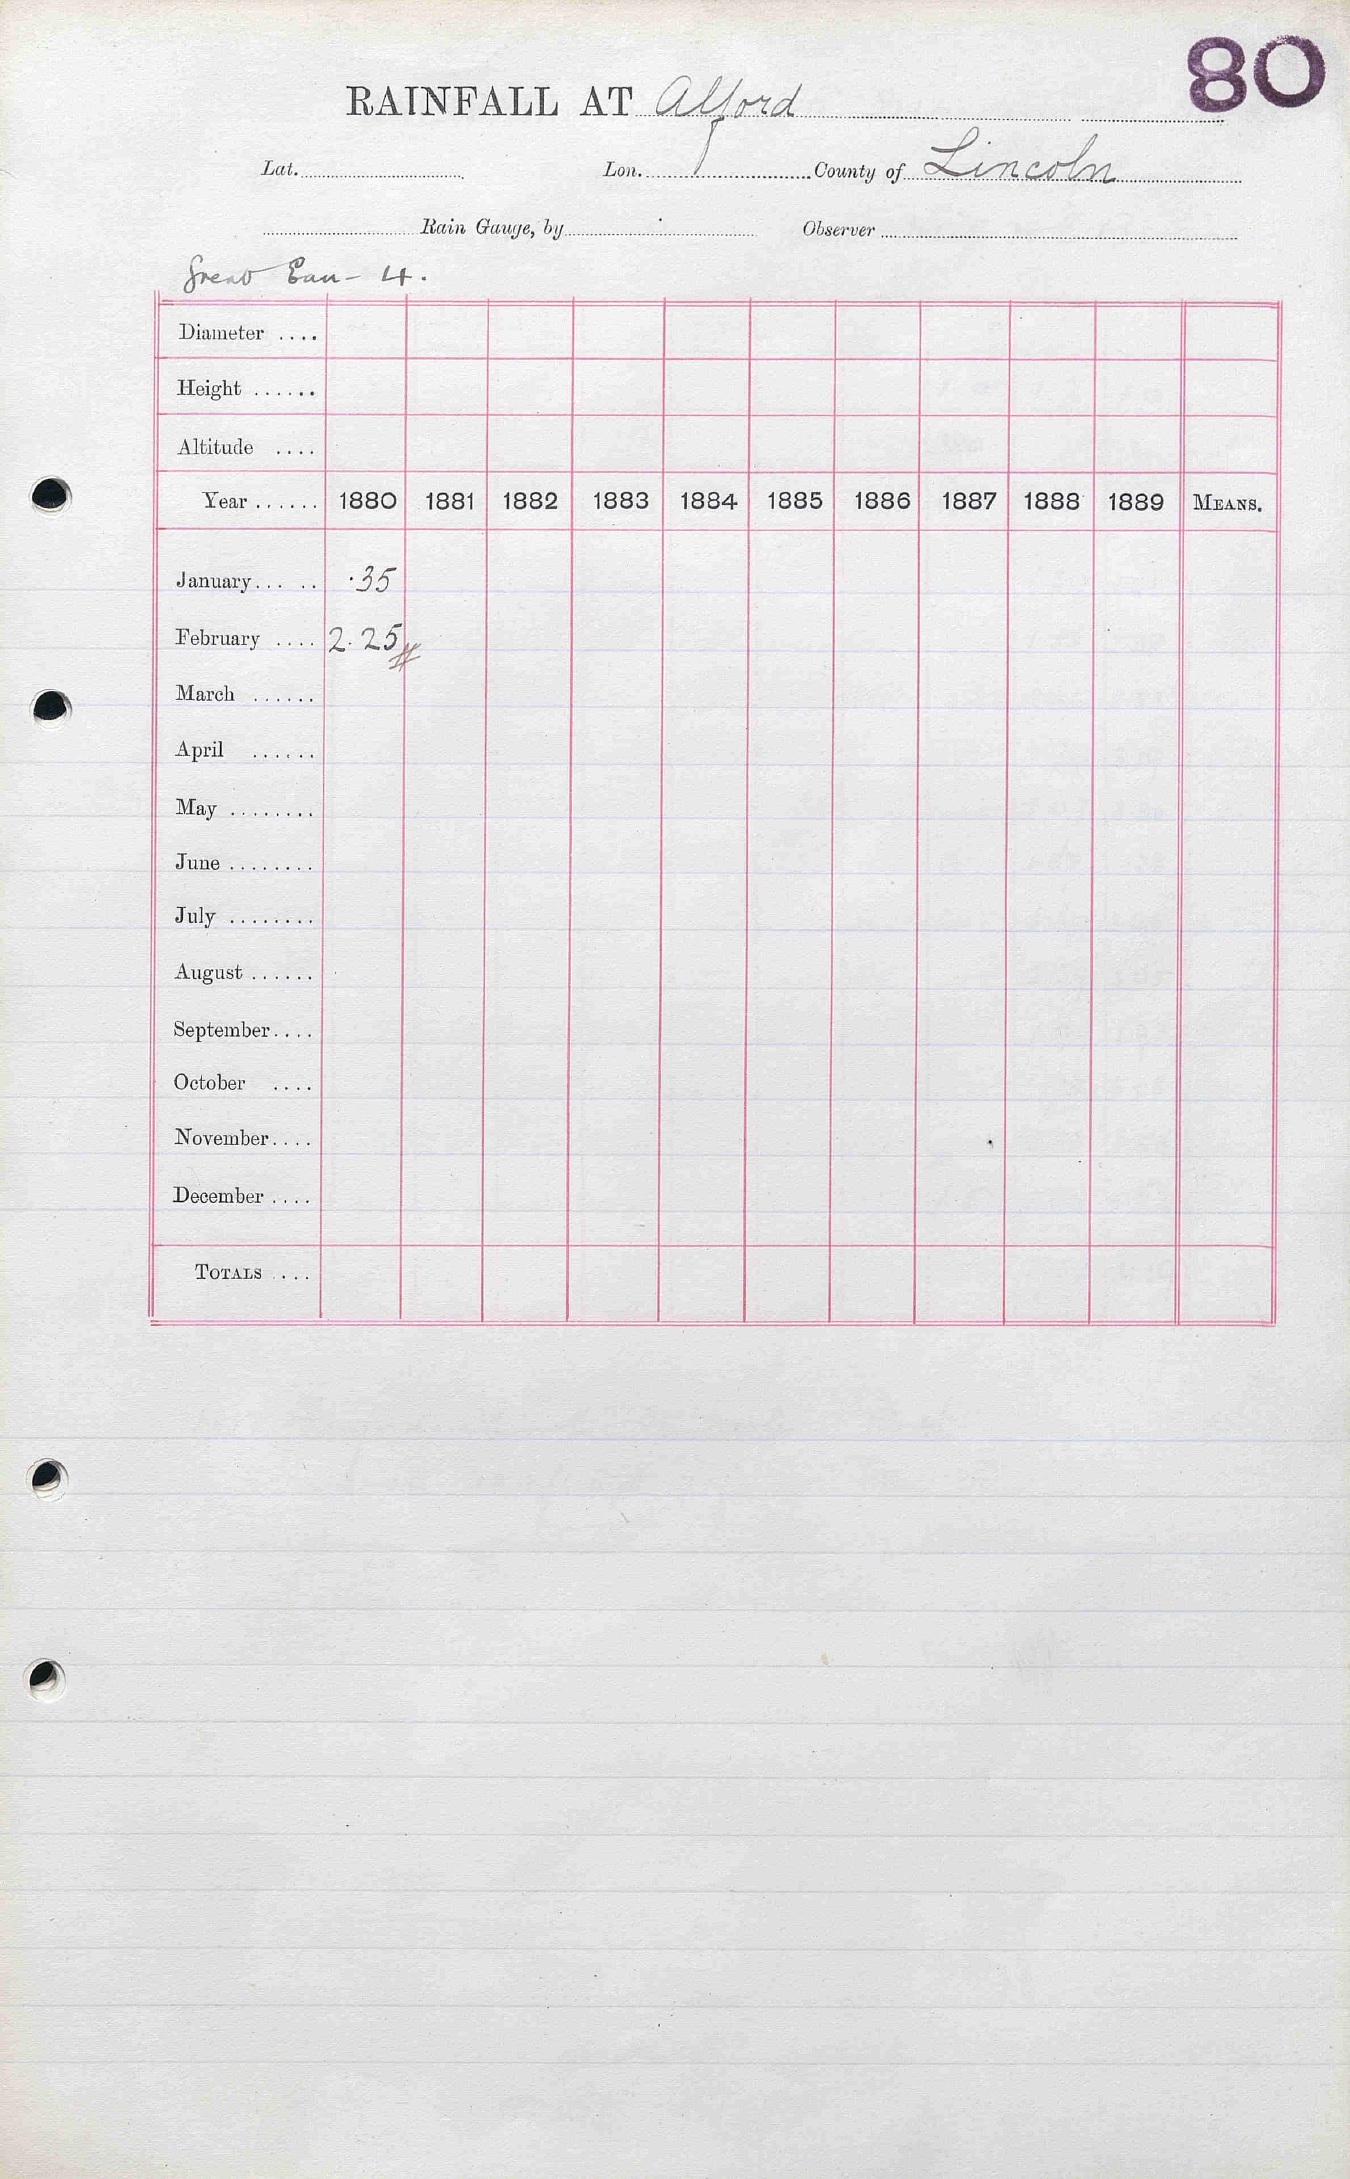 80
RAINFALL AT Alford
Lat. Lon. County of Lincoln
Rain Gauge, by Observer
Great Eau - 4.
Diameter ....
Height ......
Altitude ....
Year ...... 1880 1881 1882 1883 1884 1885 1886 1887 1888 1889 MEANS.
January... .. ·35
February .... 2.25
March ......
April ......
May ........
June ........
July ........
August ......
September....
October ....
November....
December ....
TOTALS ....